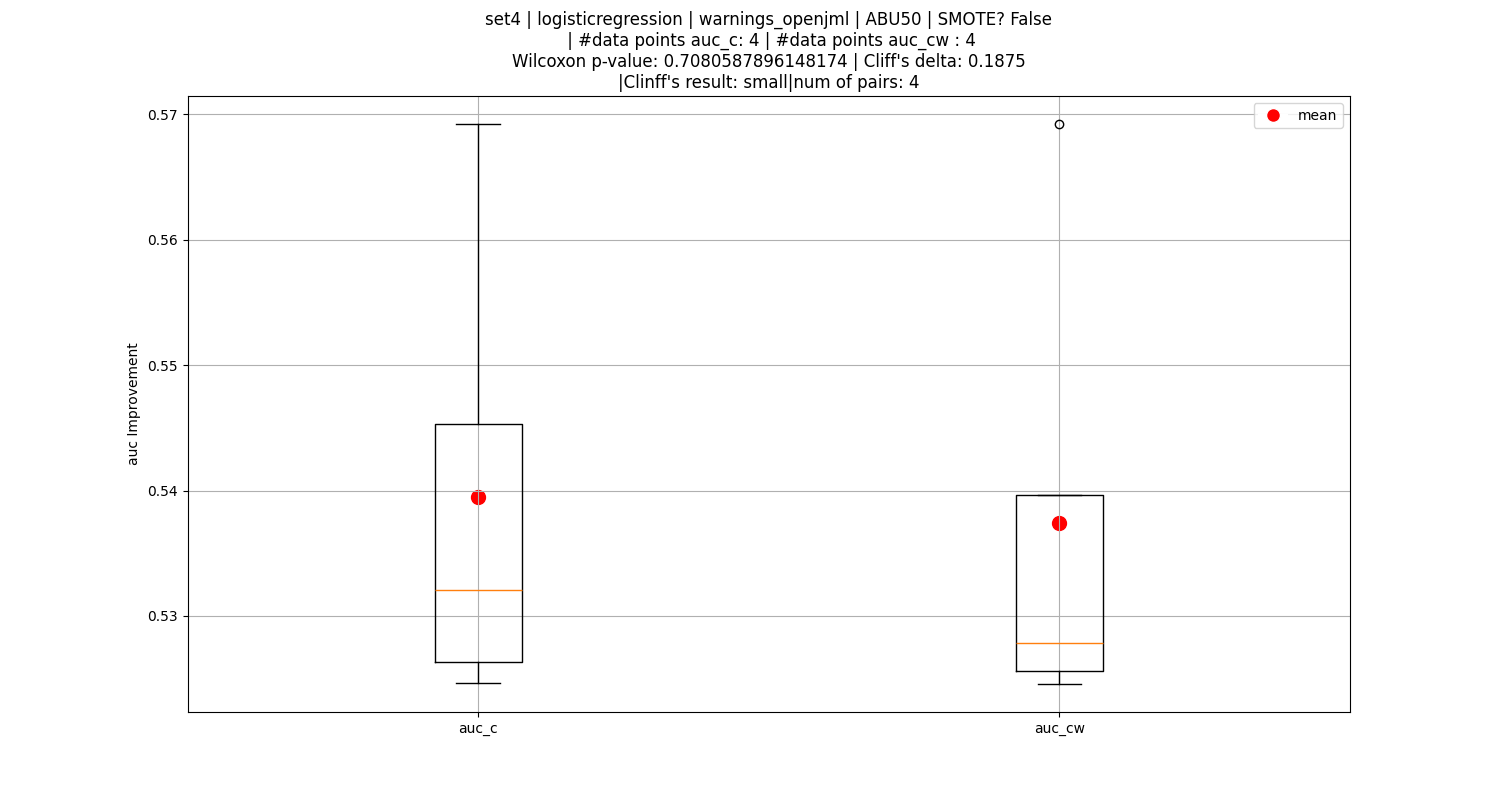 set4 | logisticregression | warnings_openjml | ABU50 | SMOTE? False
| #data points auc_c: 4 | #data points auc_cw : 4
Wilcoxon p-value: 0.7080587896148174 | Cliff's delta: 0.1875
|Clinff's result: small|num of pairs: 4
mean
0.57
0.56
0.55
0.54
0.53
auc Improvement
auc_c
auc_cw